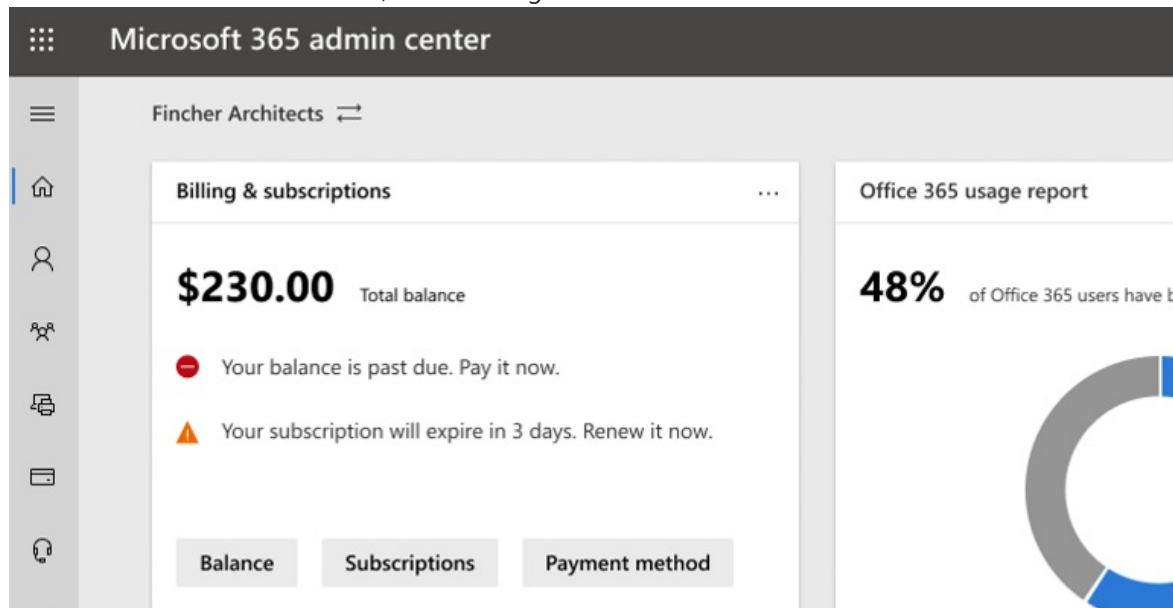 Microsoft 365 admin center
Fincher Architects
Billing & subscriptions
...
Office 365 usage report
$230.00 Total balance
48% of Office 365 users have
Your balance is past due. Pay it now.
Your subscription will expire in 3 days. Renew it now.
Balance
Subscriptions
Payment method